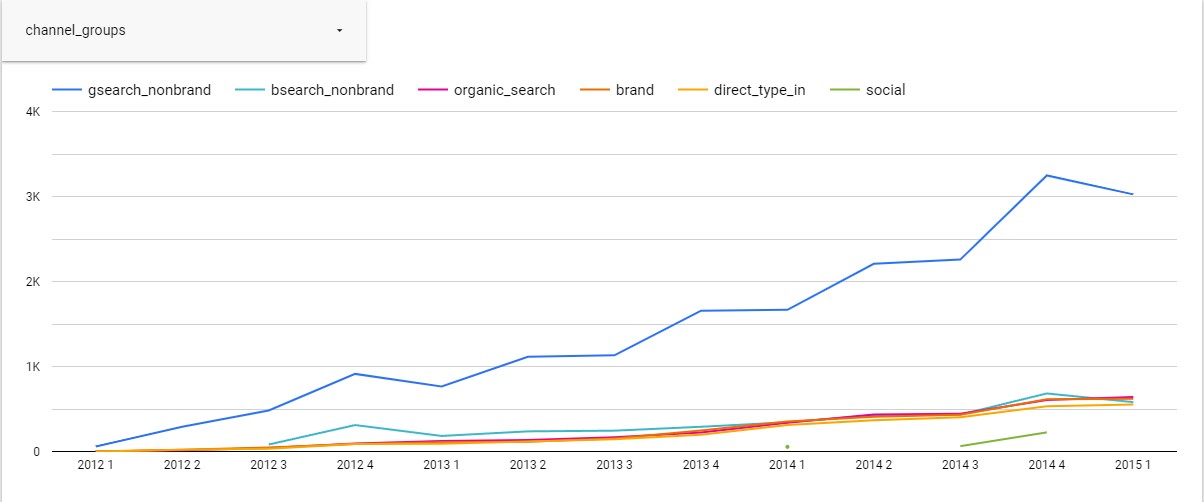 channel_groups
gsearch_nonbrand bsearch_nonbrand organic_search brand direct_type_in social
4K
3K
2K
1K
0
2012 1 2012 2 2012 3 2012 4 2013 1 2013 2 2013 3 2013 4 2014 1 2014 2 2014 3 2014 4 2015 1